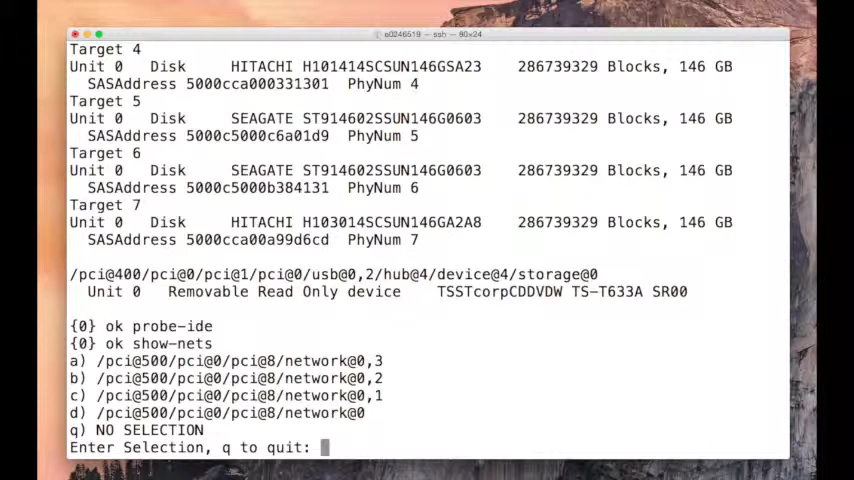 s0246519 — ssh — 80×24
Target 4
Unit 0   Disk     HITACHI H101414SCSUN146GSA23    286739329 Blocks, 146 GB
  SASAddress 5000cca000331301  PhyNum 4
Target 5
Unit 0   Disk     SEAGATE ST914602SSUN146G0603    286739329 Blocks, 146 GB
  SASAddress 5000c5000c6a01d9  PhyNum 5
Target 6
Unit 0   Disk     SEAGATE ST914602SSUN146G0603    286739329 Blocks, 146 GB
  SASAddress 5000c5000b384131  PhyNum 6
Target 7
Unit 0   Disk     HITACHI H103014SCSUN146GA2A8    286739329 Blocks, 146 GB
  SASAddress 5000cca00a99d6cd  PhyNum 7
/pci@400/pci@0/pci@1/pci@0/usb@0,2/hub@4/device@4/storage@0
  Unit 0   Removable Read Only device    TSSTcorpCDDVDW TS-T633A SR00
{0} ok probe-ide
{0} ok show-nets
a) /pci@500/pci@0/pci@8/network@0,3
b) /pci@500/pci@0/pci@8/network@0,2
c) /pci@500/pci@0/pci@8/network@0,1
d) /pci@500/pci@0/pci@8/network@0
q) NO SELECTION
Enter Selection, q to quit: